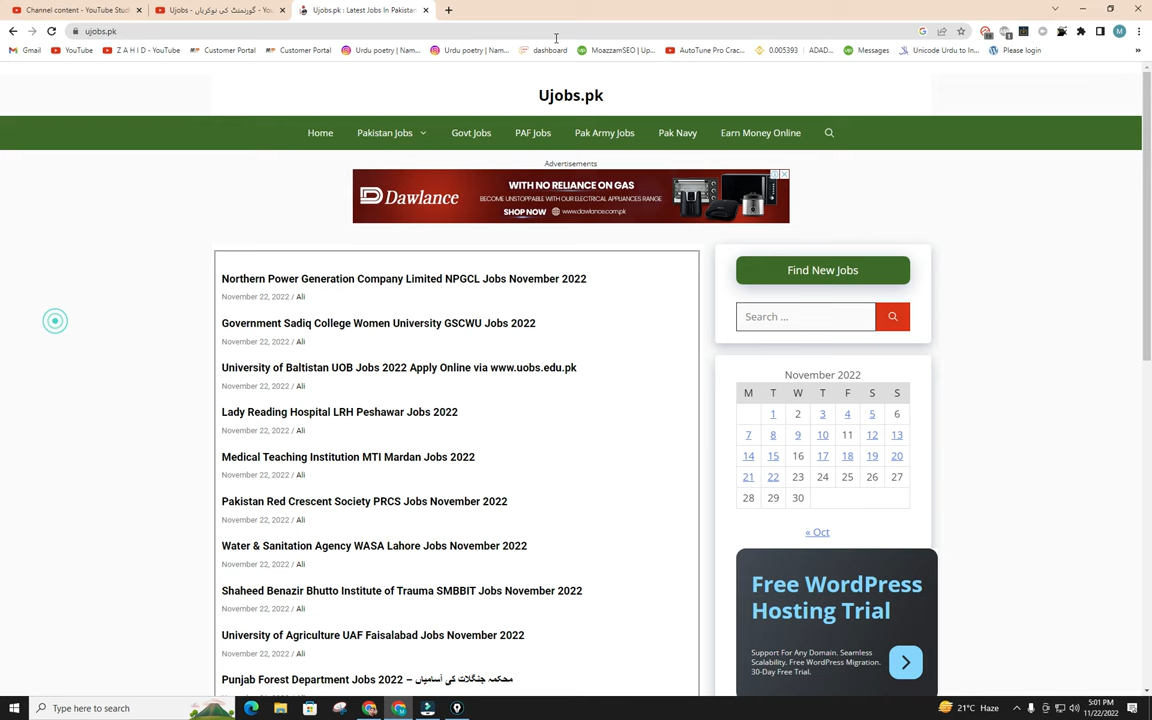 Channel content - YouTube Stud
Ujobs - گورنمنٹ کی نوکریاں - You
Ujobs.pk : Latest Jobs In Pakistan
ujobs.pk
Gmail
YouTube
Z A H I D - YouTube
Customer Portal
Customer Portal
Urdu poetry | Nam...
Urdu poetry | Nam...
dashboard
MoazzamSEO | Up...
AutoTune Pro Crac...
0.005393 | ADAD...
Messages
Unicode Urdu to In...
Please login
Ujobs.pk
Home
Pakistan Jobs
Govt Jobs
PAF Jobs
Pak Army Jobs
Pak Navy
Earn Money Online
Advertisements
Dawlance
WITH NO RELIANCE ON GAS
BECOME UNSTOPPABLE WITH OUR ELECTRICAL APPLIANCES RANGE
SHOP NOW www.dawlance.com.pk
Northern Power Generation Company Limited NPGCL Jobs November 2022
November 22, 2022 / Ali
Government Sadiq College Women University GSCWU Jobs 2022
November 22, 2022 / Ali
University of Baltistan UOB Jobs 2022 Apply Online via www.uobs.edu.pk
November 22, 2022 / Ali
Lady Reading Hospital LRH Peshawar Jobs 2022
November 22, 2022 / Ali
Medical Teaching Institution MTI Mardan Jobs 2022
November 22, 2022 / Ali
Pakistan Red Crescent Society PRCS Jobs November 2022
November 22, 2022 / Ali
Water & Sanitation Agency WASA Lahore Jobs November 2022
November 22, 2022 / Ali
Shaheed Benazir Bhutto Institute of Trauma SMBBIT Jobs November 2022
November 22, 2022 / Ali
University of Agriculture UAF Faisalabad Jobs November 2022
November 22, 2022 / Ali
Punjab Forest Department Jobs 2022 – محکمہ جنگلات کی آسامیاں
Find New Jobs
Search ...
November 2022
M T W T F S S
1 2 3 4 5 6
7 8 9 10 11 12 13
14 15 16 17 18 19 20
21 22 23 24 25 26 27
28 29 30
« Oct
Free WordPress
Hosting Trial
Support For Any Domain. Seamless
Scalability. Free WordPress Migration.
30-Day Free Trial.
Type here to search
21°C Haze
5:01 PM
11/22/2022